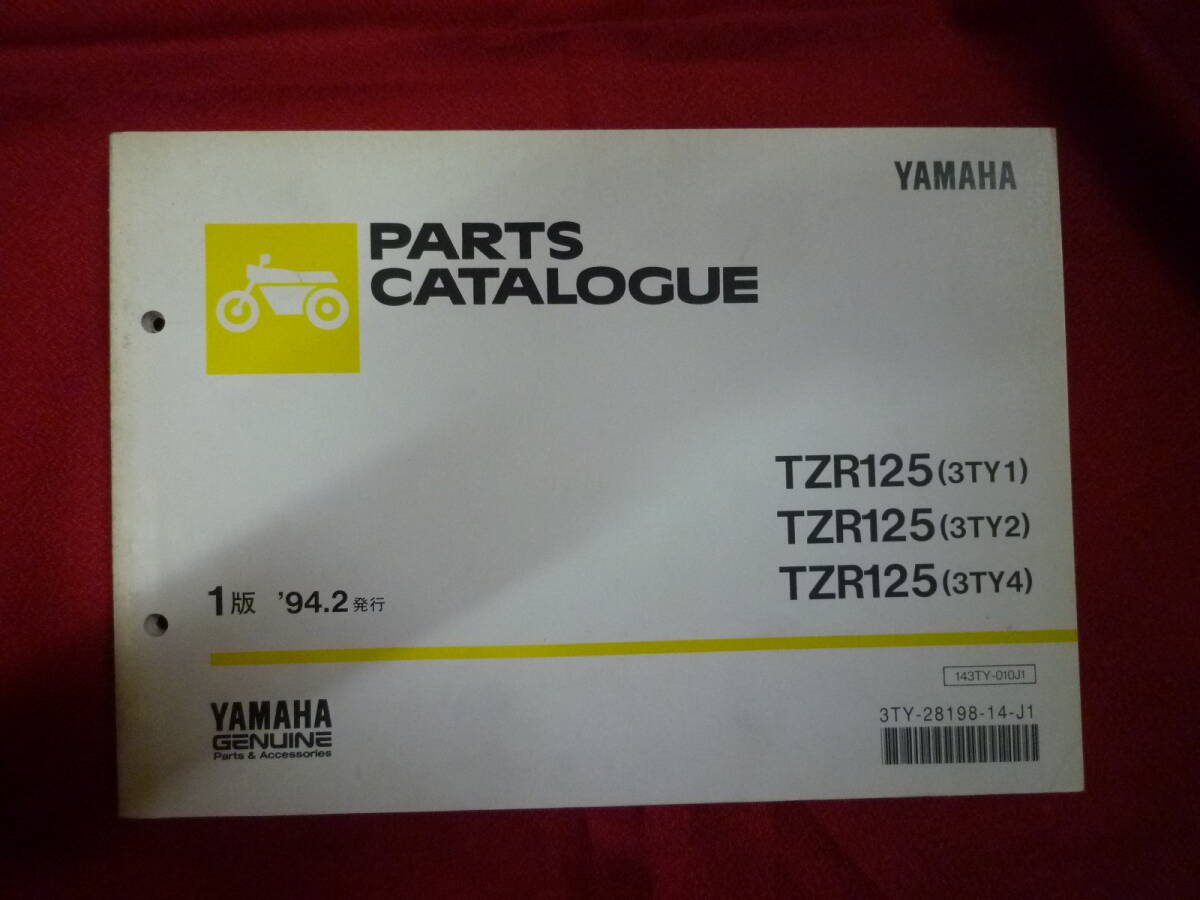 YAMAHA
PARTS
CATALOGUE
TZR125(3TY1)
TZR125(3TY2)
TZR125(3TY4)
1版 '94.2発行
143TY-010J1
3TY-28198-14-J1
YAMAHA
GENUINE
Parts & Accessories